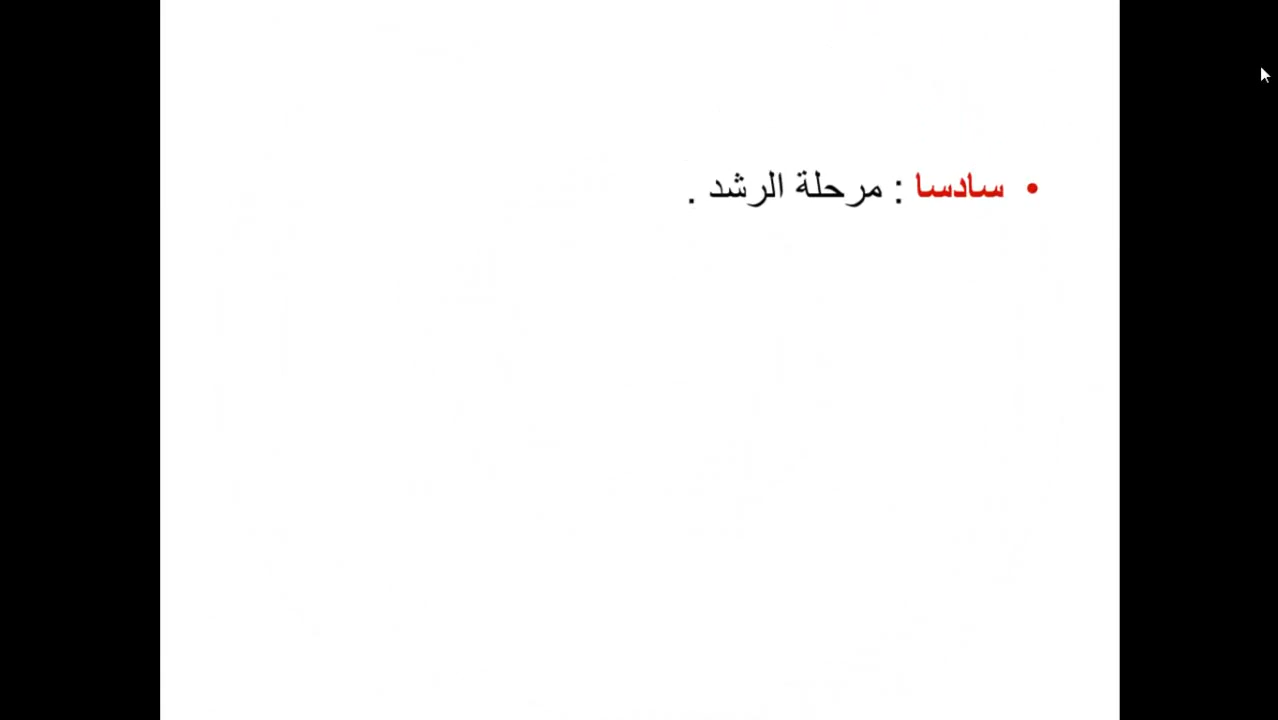 • سادسا : مرحلة الرشد .